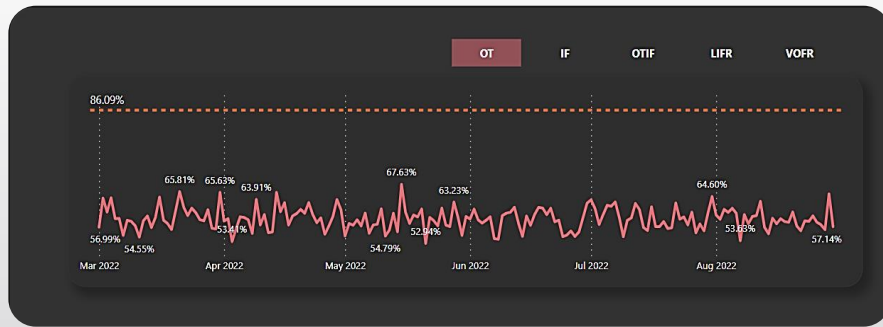 OT IF OTIF LIFR VOFR
86.09%
67.63%
65.81% 65.63% 63.91% 63.23% 64.60%
56.99% 54.55% 53.41% 54.79% 52.94% 53.63% 57.14%
Mar 2022 Apr 2022 May 2022 Jun 2022 Jul 2022 Aug 2022